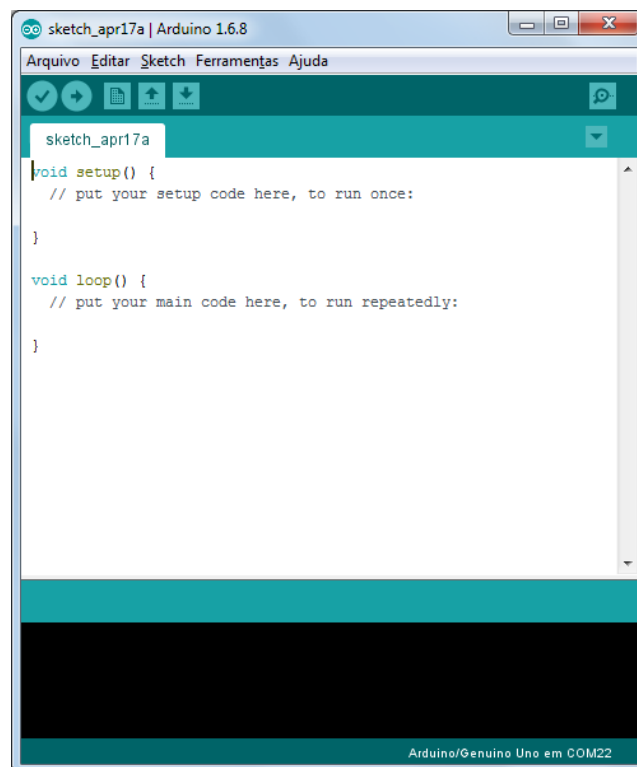 sketch_apr17a | Arduino 1.6.8
Arquivo Editar Sketch Ferramentas Ajuda
sketch_apr17a
void setup() {
// put your setup code here, to run once:
}
void loop() {
// put your main code here, to run repeatedly:
}
Arduino/Genuino Uno em COM22